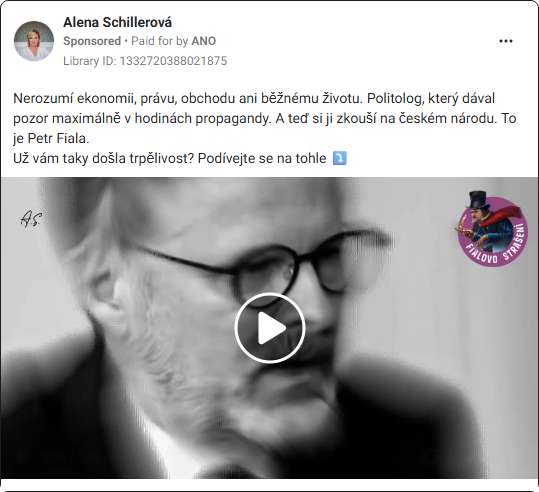 Alena Schillerová
Sponsored • Paid for by ANO
Library ID: 1332720388021875
Nerozumí ekonomii, právu, obchodu ani běžnému životu. Politolog, který dával
pozor maximálně v hodinách propagandy. A teď si ji zkouší na českém národu. To
je Petr Fiala.
Už vám taky došla trpělivost? Podívejte se na tohle ⤵️
A.S.
FIALOVO STRAŠENÍ